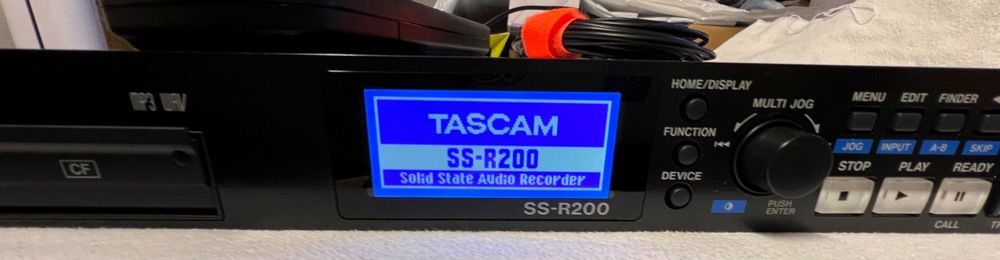 MP3 WAV
CF
TASCAM
SS-R200
Solid State Audio Recorder
SS-R200
HOME/DISPLAY
FUNCTION
DEVICE
MULTI JOG
PUSH
ENTER
MENU EDIT FINDER
JOG INPUT A-B SKIP
STOP PLAY READY
CALL